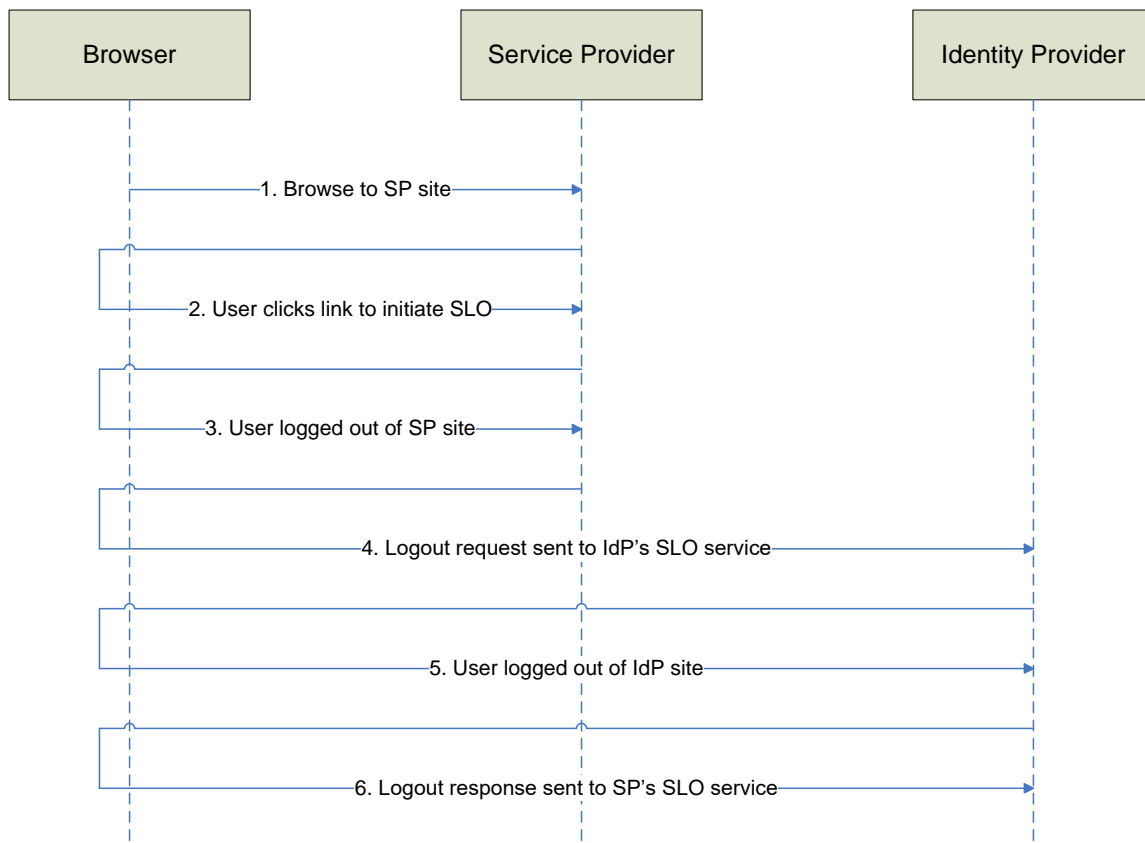 Browser
Service Provider
Identity Provider
1. Browse to SP site
2. User clicks link to initiate SLO
3. User logged out of SP site
4. Logout request sent to IdP’s SLO service
5. User logged out of IdP site
6. Logout response sent to SP’s SLO service